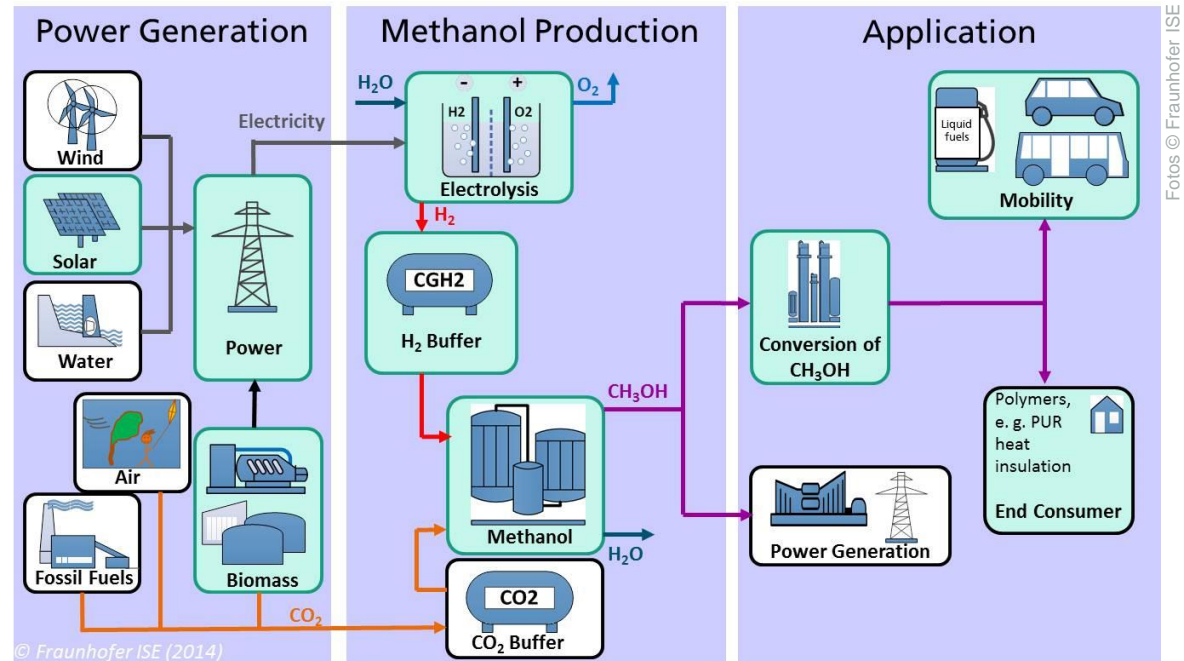 Power Generation
Wind
Solar
Water
Electricity
Power
Air
Fossil Fuels
Biomass
CO₂
© Fraunhofer ISE (2014)
Methanol Production
H₂O
O₂
-
+
H2
O2
Electrolysis
H₂
CGH2
H₂ Buffer
CH₃OH
Methanol
H₂O
CO2
CO₂ Buffer
Application
Liquid
fuels
Mobility
Conversion of
CH₃OH
Polymers,
e. g. PUR
heat
insulation
End Consumer
Power Generation
Fotos © Fraunhofer ISE